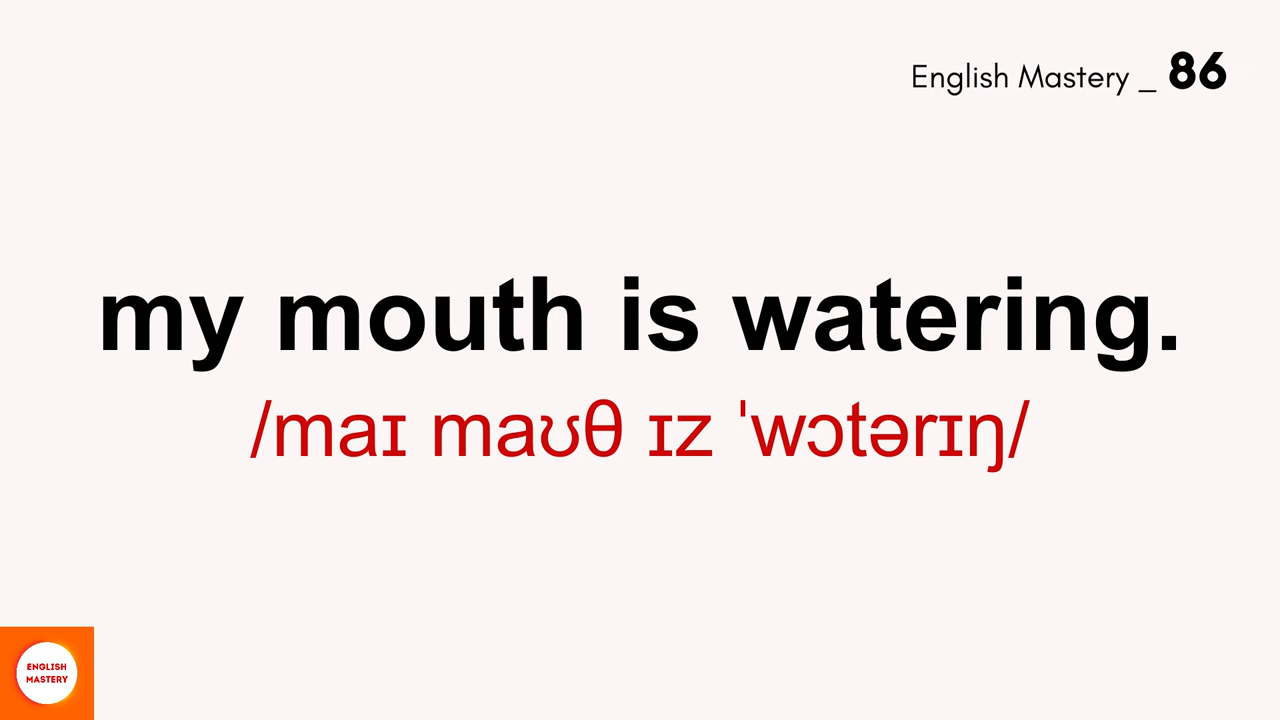 English Mastery _ 86
my mouth is watering.
/maɪ maʊθ ɪz ˈwɔtərɪŋ/
ENGLISH
MASTERY